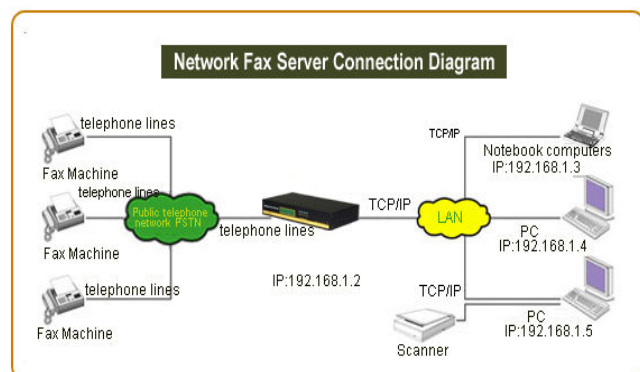 Network Fax Server Connection Diagram
telephone lines
Fax Machine
telephone lines
Fax Machine
telephone lines
Fax Machine
Public telephone
network PSTN
telephone lines
IP:192.168.1.2
TCP/IP
LAN
TCP/IP
Notebook computers
IP:192.168.1.3
PC
IP:192.168.1.4
TCP/IP
PC
IP:192.168.1.5
Scanner